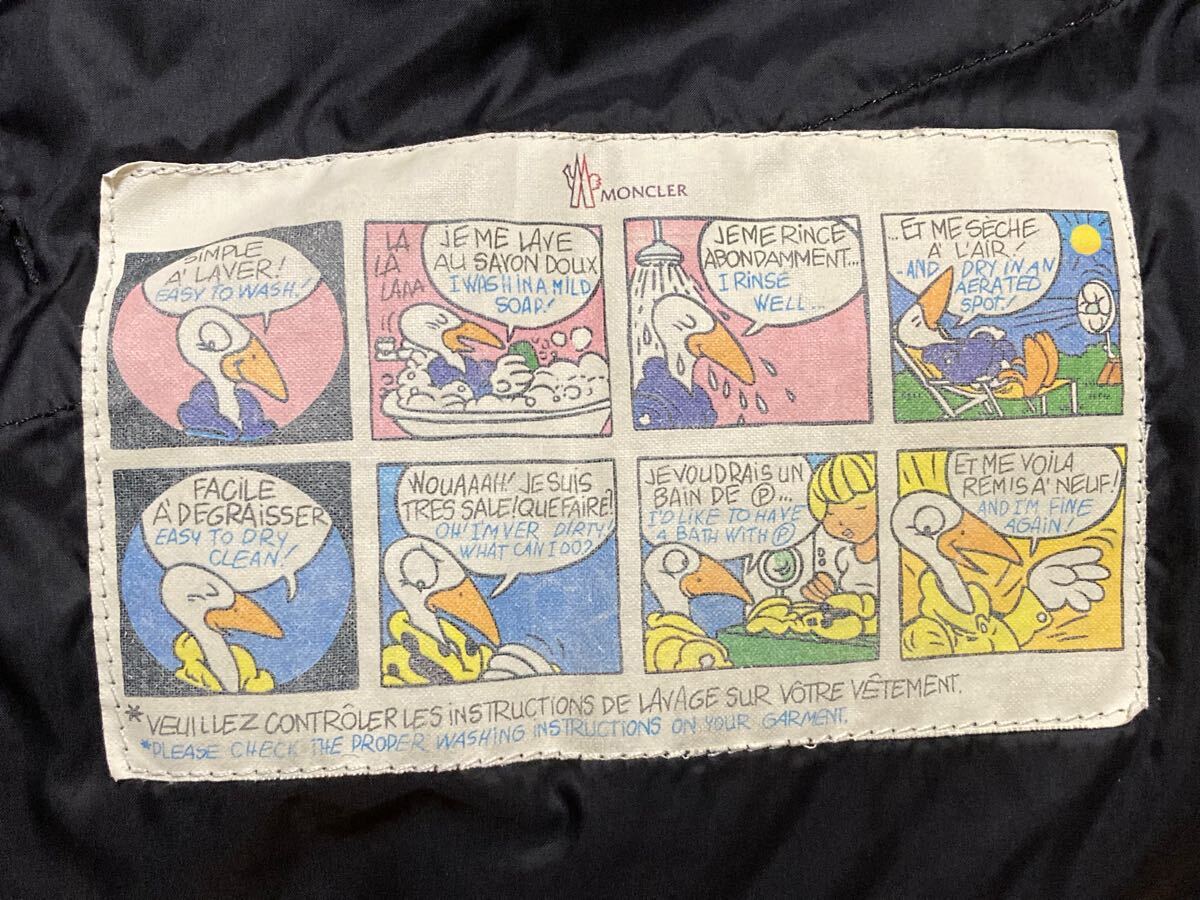 MONCLER
SIMPLE
A' LAVER!
EASY TO WASH!
LA
LA
LAAA
JE ME LAVE
AU SAVON DOUX
I WASH IN A MILD
SOAP!
JE ME RINCE
ABONDAMMENT...
I RINSE
WELL...
...ET ME SÈCHE
A' L'AIR!
-AND DRY IN AN
AERATED
SPOT!
FACILE
A' DEGRAISSER
EASY TO DRY
CLEAN!
WOUAAAH! JE SUIS
TRES SALE! QUE FAIRE?
OH! I'M VER DIRTY!
WHAT CAN I DO?
JE VOUDRAIS UN
BAIN DE Ⓟ...
I'D LIKE TO HAVE
A BATH WITH Ⓟ
ET ME VOILA
REMIS A' NEUF!
AND I'M FINE
AGAIN!
*VEUILLEZ CONTRÔLER LES INSTRUCTIONS DE LAVAGE SUR VÔTRE VÊTEMENT.
*PLEASE CHECK THE PROPER WASHING INSTRUCTIONS ON YOUR GARMENT.